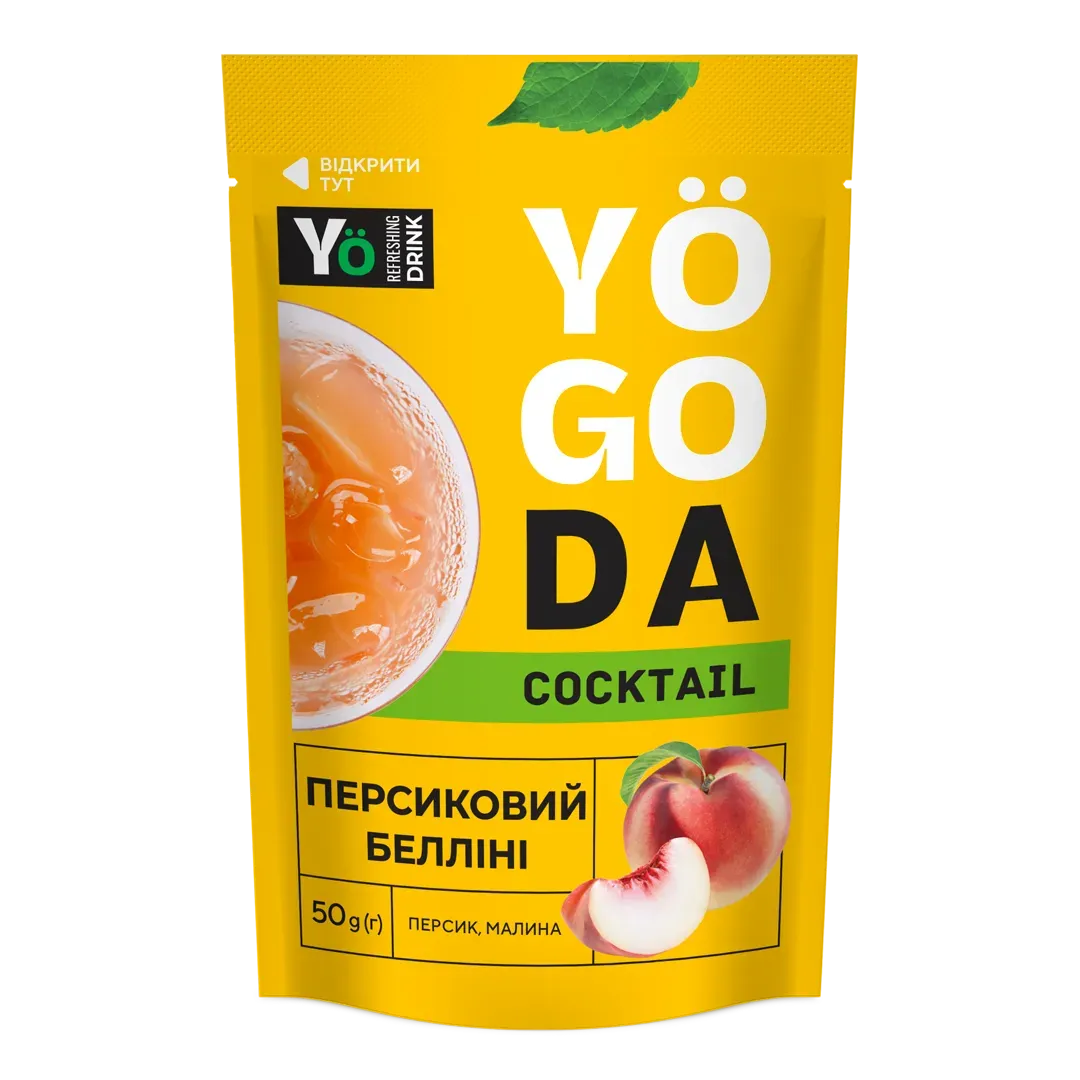 ВІДКРИТИ
ТУТ
Yö
REFRESHING
DRINK
YÖ
GO
DA
COCKTAIL
ПЕРСИКОВИЙ
БЕЛЛІНІ
50 g (г)
ПЕРСИК, МАЛИНА